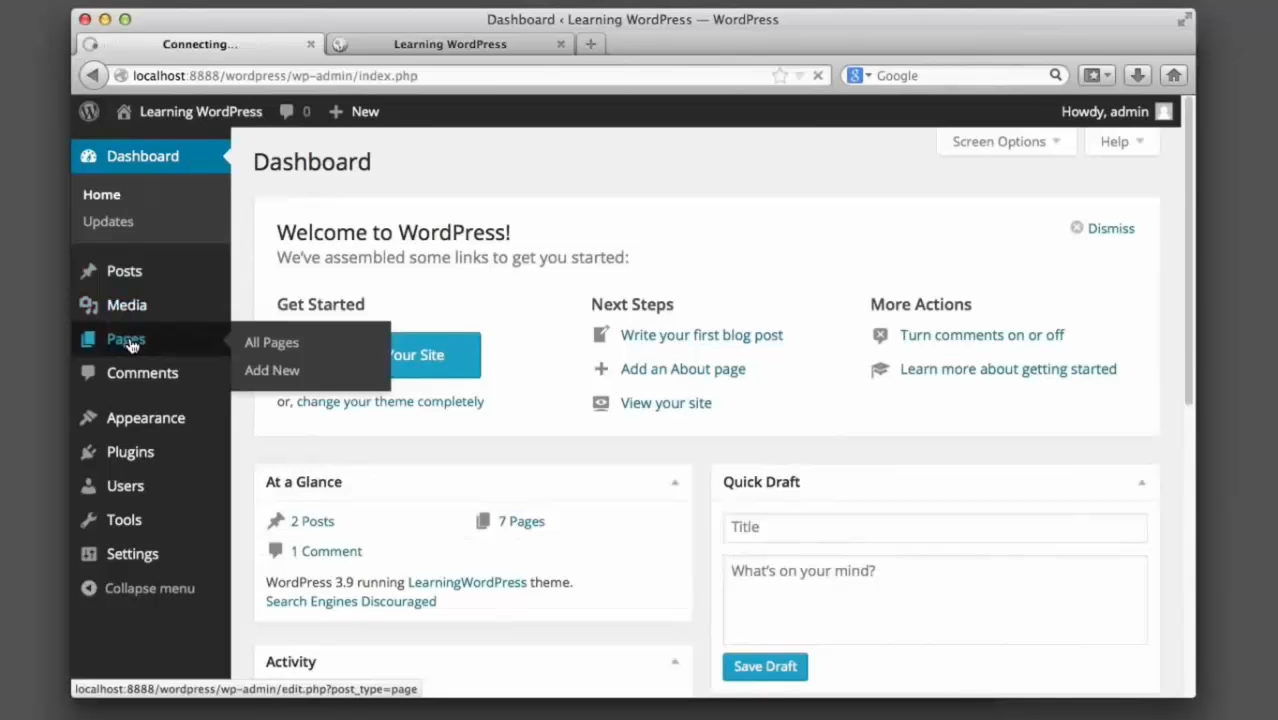 Dashboard ‹ Learning WordPress — WordPress
Connecting...
Learning WordPress
localhost:8888/wordpress/wp-admin/index.php
Google
Learning WordPress
0
New
Howdy, admin
Dashboard
Home
Updates
Posts
Media
Pages
Comments
Appearance
Plugins
Users
Tools
Settings
Collapse menu
All Pages
Add New
Screen Options
Help
Dashboard
Welcome to WordPress!
Dismiss
We've assembled some links to get you started:
Get Started
our Site
or, change your theme completely
Next Steps
Write your first blog post
Add an About page
View your site
More Actions
Turn comments on or off
Learn more about getting started
At a Glance
2 Posts
7 Pages
1 Comment
WordPress 3.9 running LearningWordPress theme.
Search Engines Discouraged
Activity
Quick Draft
Title
What's on your mind?
Save Draft
localhost:8888/wordpress/wp-admin/edit.php?post_type=page